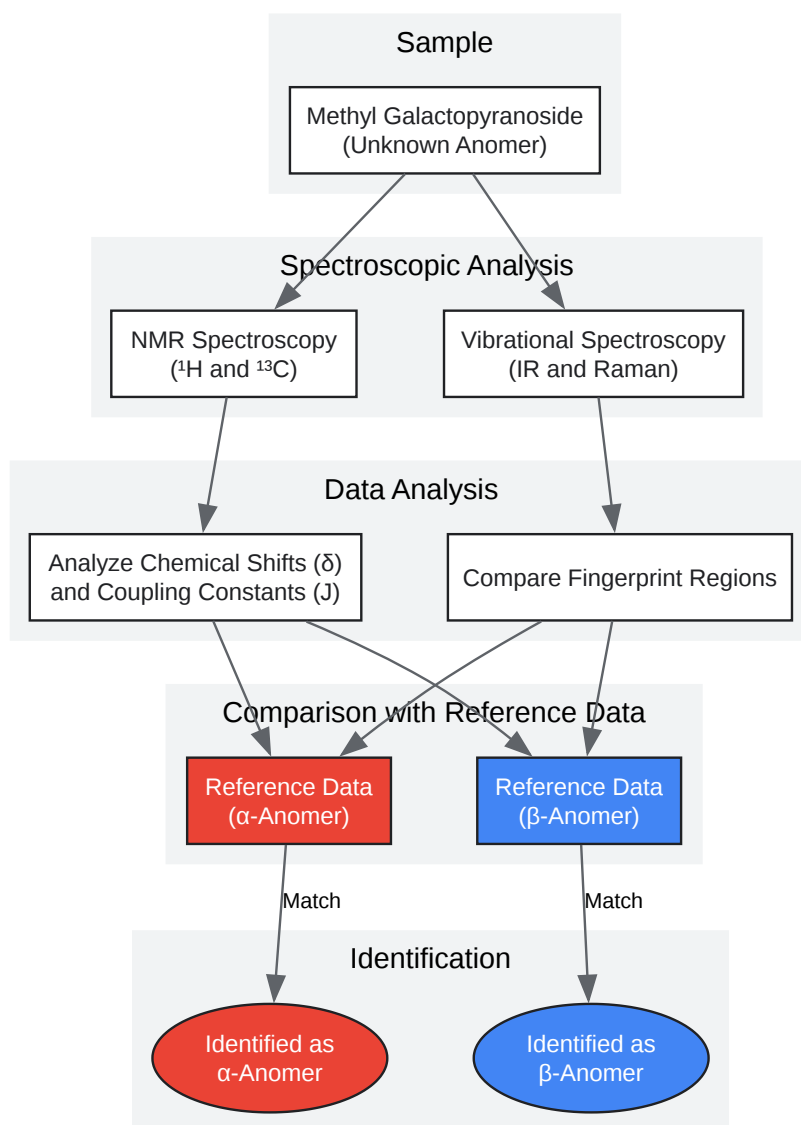 Sample
Methyl Galactopyranoside
(Unknown Anomer)
Spectroscopic Analysis
NMR Spectroscopy
(¹H and ¹³C)
Vibrational Spectroscopy
(IR and Raman)
Data Analysis
Analyze Chemical Shifts (δ)
and Coupling Constants (J)
Compare Fingerprint Regions
Comparison with Reference Data
Reference Data
(α-Anomer)
Reference Data
(β-Anomer)
Match
Match
Identification
Identified as
α-Anomer
Identified as
β-Anomer